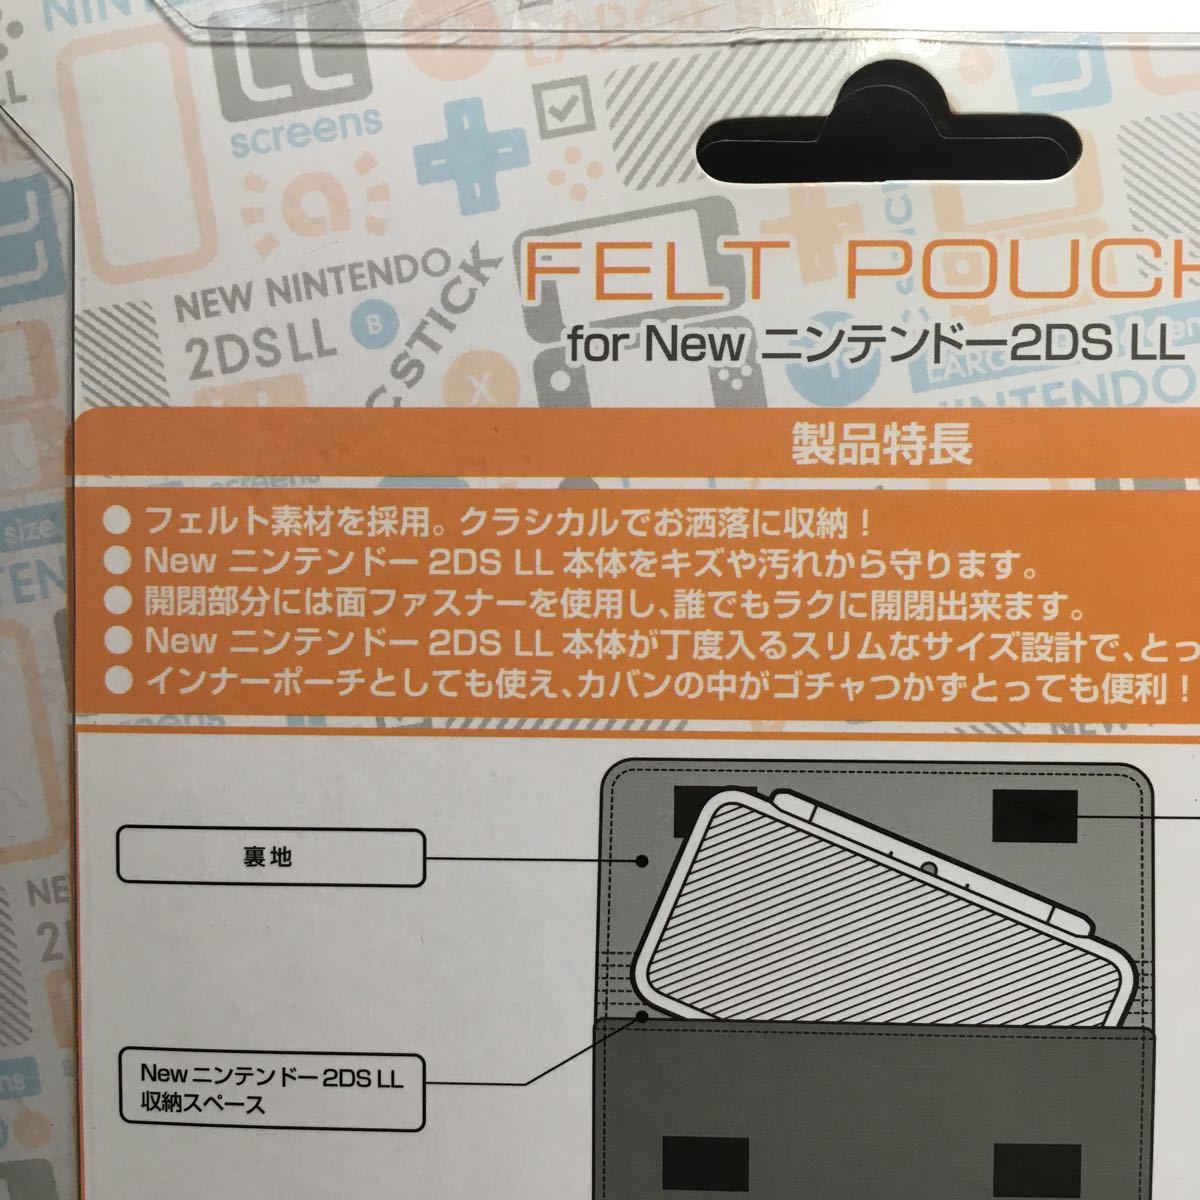 LL
LL
screens
LARGE
NEW NINTENDO
2DS LL
B
C STICK
X
Y
FELT POUCH
for New ニンテンドー2DS LL
NINTENDO
製品特長
screens
size
● フェルト素材を採用。クラシカルでお洒落に収納！
● New ニンテンドー 2DS LL 本体をキズや汚れから守ります。
● 開閉部分には面ファスナーを使用し、誰でもラクに開閉出来ます。
● New ニンテンドー 2DS LL 本体が丁度入るスリムなサイズ設計で、とっ
● インナーポーチとしても使え、カバンの中がゴチャつかずとっても便利！
裏地
NE
2
New ニンテンドー 2DS LL
収納スペース